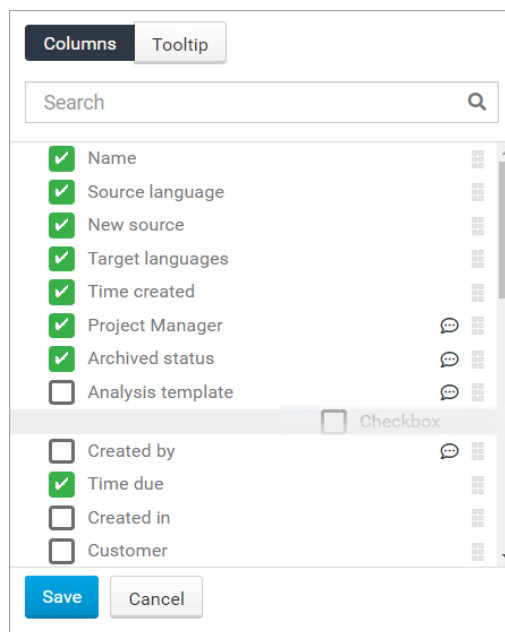 Columns Tooltip
Search
Name
Source language
New source
Target languages
Time created
Project Manager
Archived status
Analysis template
Checkbox
Created by
Time due
Created in
Customer
Save Cancel